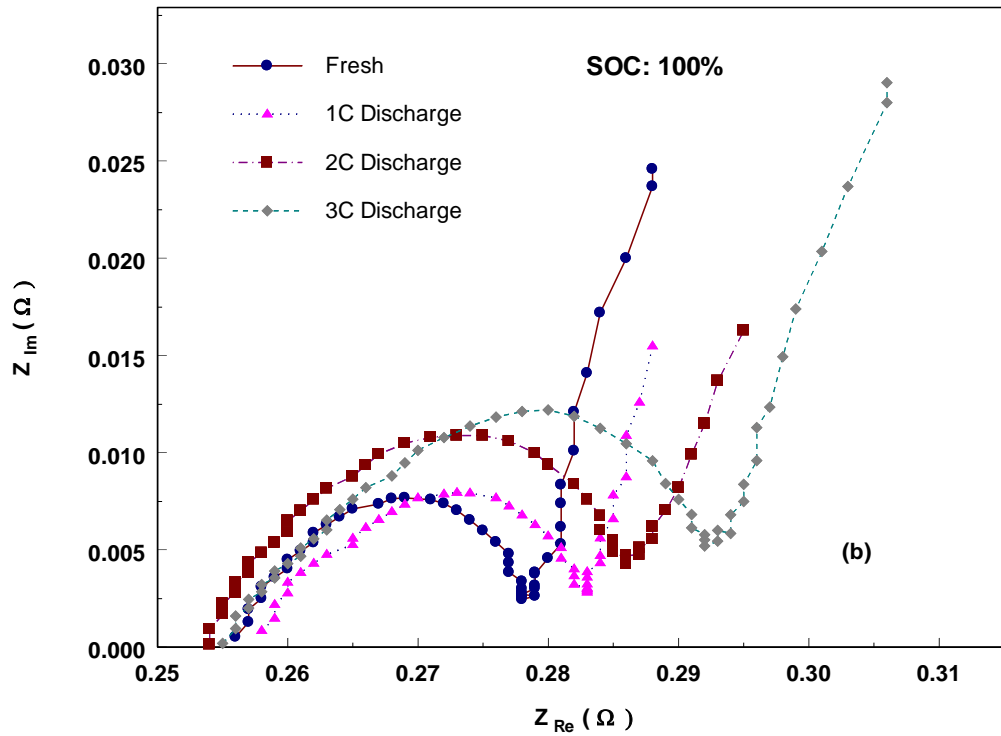 SOC: 100%
Fresh
1C Discharge
2C Discharge
3C Discharge
(b)
Z Im ( Ω )
0.030
0.025
0.020
0.015
0.010
0.005
0.000
0.25 0.26 0.27 0.28 0.29 0.30 0.31
Z Re ( Ω )